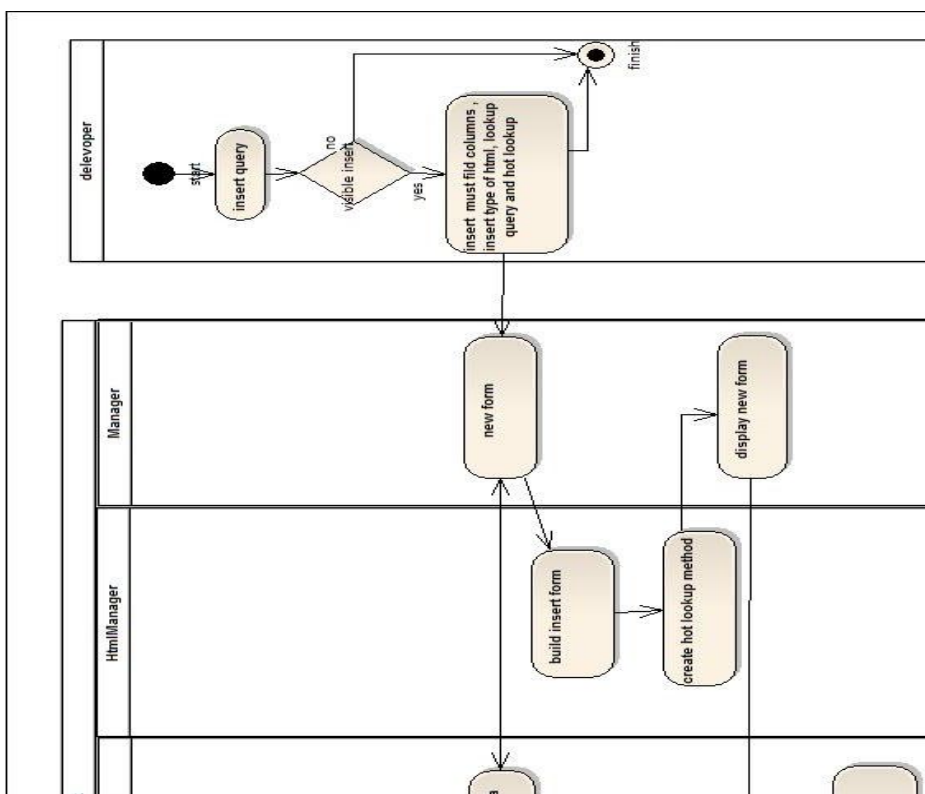 delevoper
start
insert query
no
visible insert
yes
insert must fild columns ,
insert type of html, lookup
query and hot lookup
finish
Manager
new form
display new form
HtmlManager
build insert form
create hot lookup method